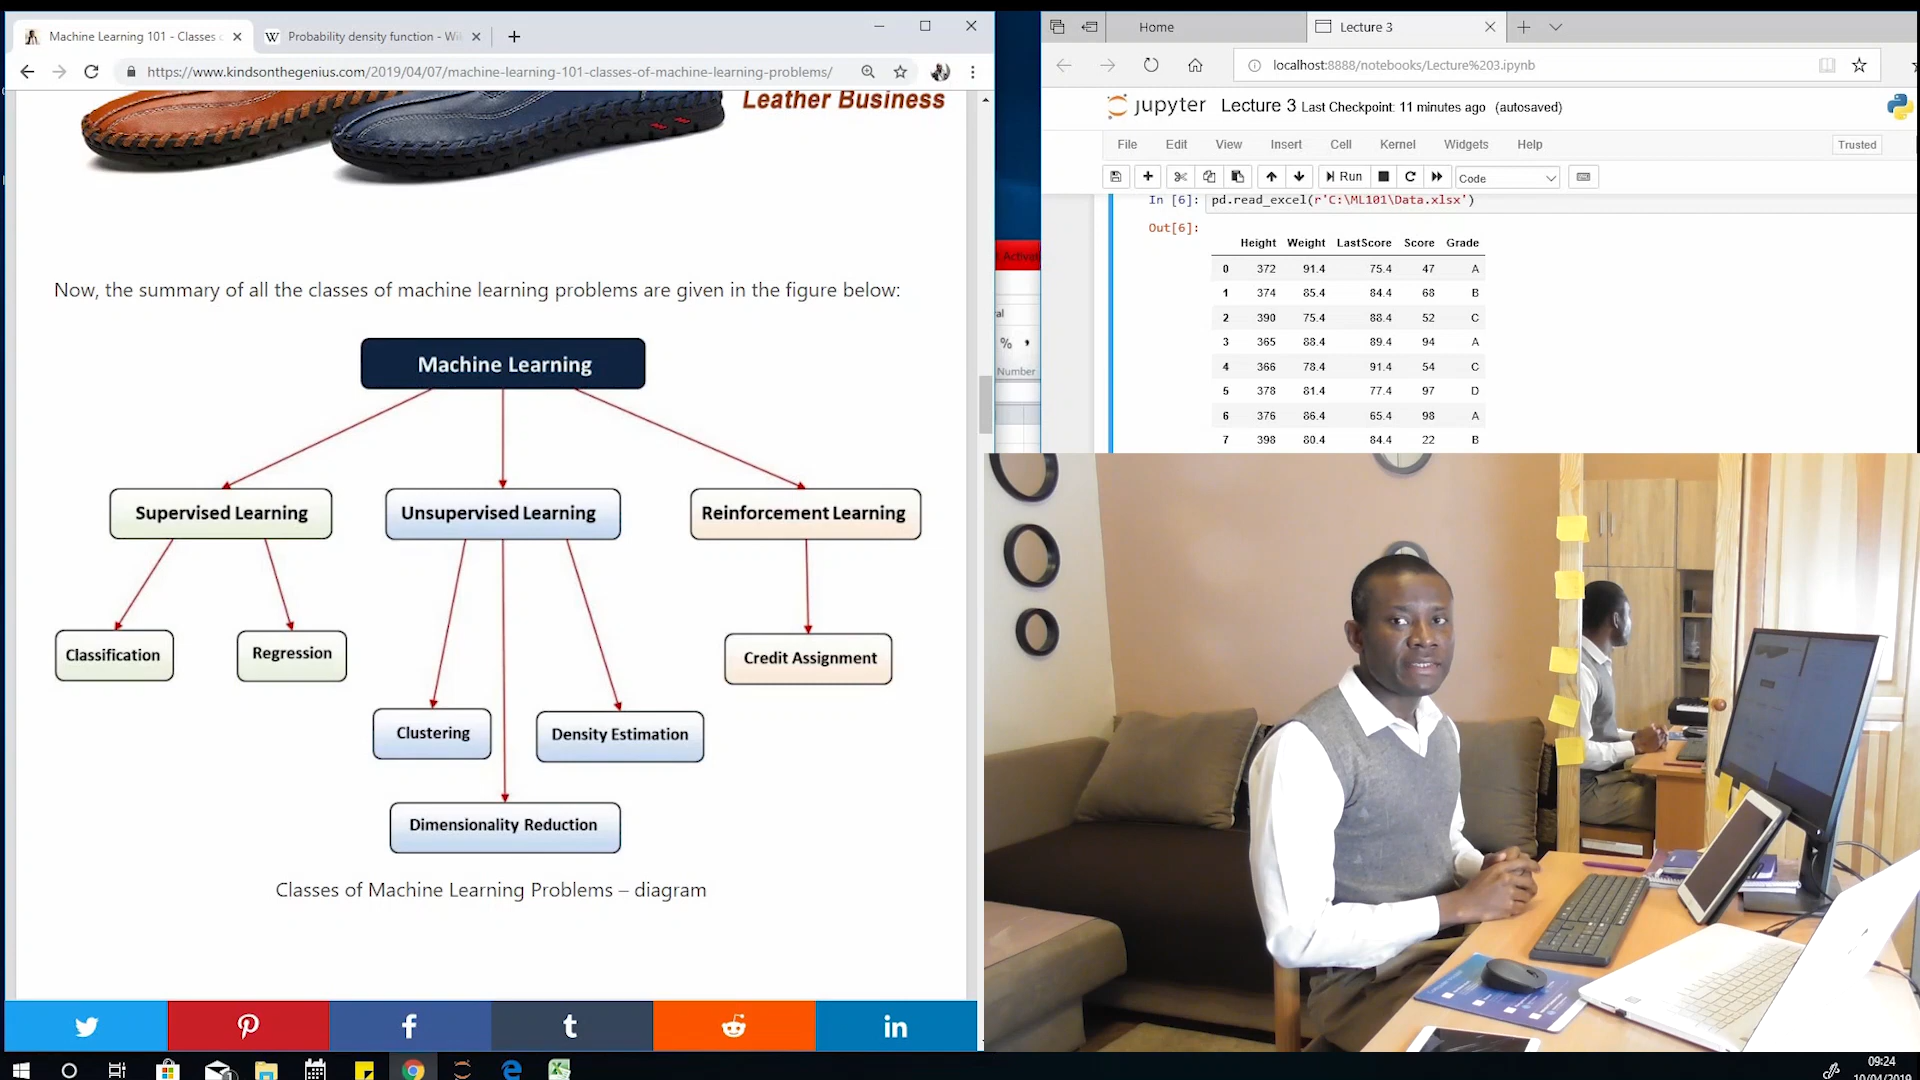 Machine Learning 101 - Classes
Probability density function - Wi
https://www.kindsonthegenius.com/2019/04/07/machine-learning-101-classes-of-machine-learning-problems/
Leather Business
Now, the summary of all the classes of machine learning problems are given in the figure below:
Machine Learning
Supervised Learning
Unsupervised Learning
Reinforcement Learning
Classification
Regression
Credit Assignment
Clustering
Density Estimation
Dimensionality Reduction
Classes of Machine Learning Problems – diagram
%
Number
Home
Lecture 3
localhost:8888/notebooks/Lecture%203.ipynb
jupyter Lecture 3 Last Checkpoint: 11 minutes ago (autosaved)
File Edit View Insert Cell Kernel Widgets Help
Trusted
Run
Code
In [6]: pd.read_excel(r'C:\ML101\Data.xlsx')
Out[6]:
Height Weight LastScore Score Grade
0 372 91.4 75.4 47 A
1 374 85.4 84.4 68 B
2 390 75.4 88.4 52 C
3 365 88.4 89.4 94 A
4 366 78.4 91.4 54 C
5 378 81.4 77.4 97 D
6 376 86.4 65.4 98 A
7 398 80.4 84.4 22 B
09:24
10/04/2019